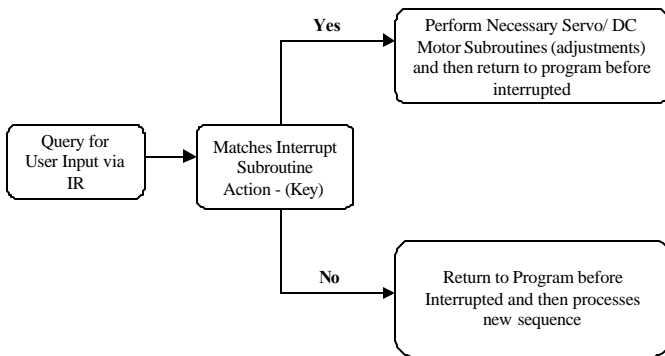 Yes
Perform Necessary Servo/ DC
Motor Subroutines (adjustments)
and then return to program before
interrupted
Query for
User Input via
IR
Matches Interrupt
Subroutine
Action - (Key)
No
Return to Program before
Interrupted and then processes
new sequence